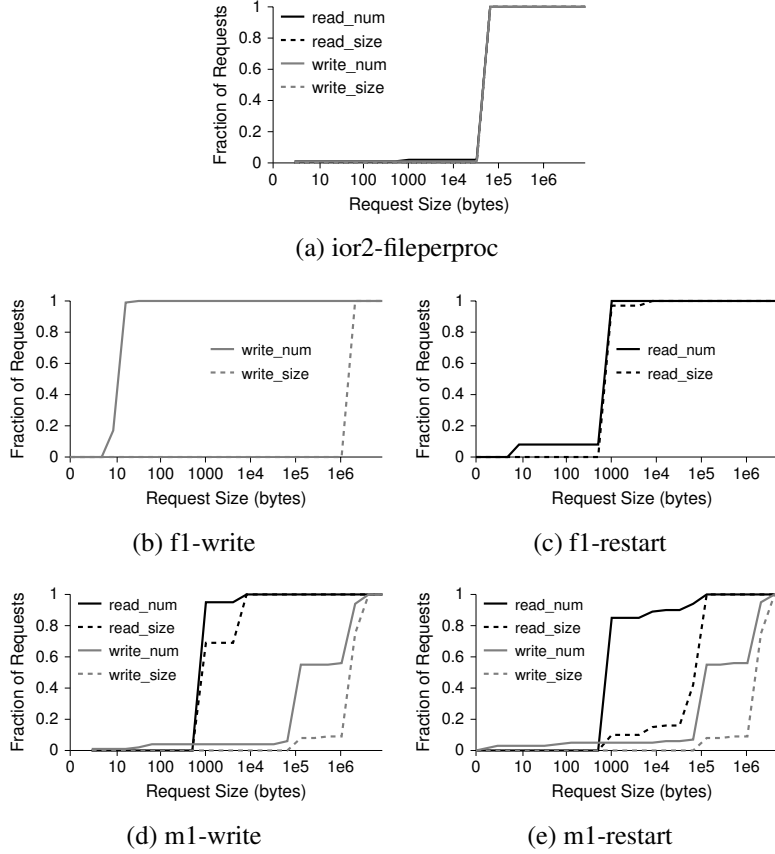 read_num
read_size
write_num
write_size
Fraction of Requests
1
0.8
0.6
0.4
0.2
0
0 10 100 1000 1e4 1e5 1e6
Request Size (bytes)
(a) ior2-fileperproc
write_num
write_size
Fraction of Requests
1
0.8
0.6
0.4
0.2
0
0 10 100 1000 1e4 1e5 1e6
Request Size (bytes)
(b) f1-write
read_num
read_size
Fraction of Requests
1
0.8
0.6
0.4
0.2
0
0 10 100 1000 1e4 1e5 1e6
Request Size (bytes)
(c) f1-restart
read_num
read_size
write_num
write_size
Fraction of Requests
1
0.8
0.6
0.4
0.2
0
0 10 100 1000 1e4 1e5 1e6
Request Size (bytes)
(d) m1-write
read_num
read_size
write_num
write_size
Fraction of Requests
1
0.8
0.6
0.4
0.2
0
0 10 100 1000 1e4 1e5 1e6
Request Size (bytes)
(e) m1-restart